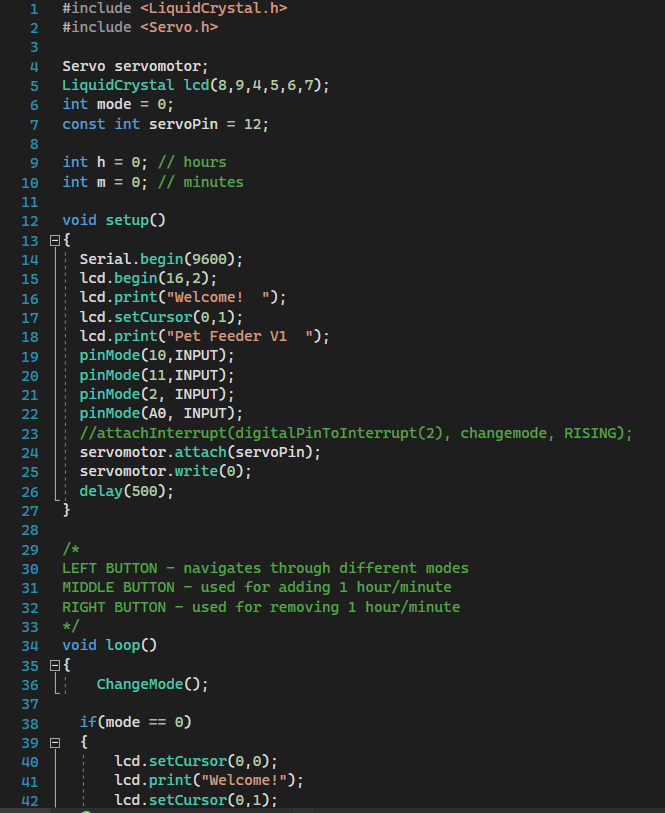 1 #include <LiquidCrystal.h>
2 #include <Servo.h>
3
4 Servo servomotor;
5 LiquidCrystal lcd(8,9,4,5,6,7);
6 int mode = 0;
7 const int servoPin = 12;
8
9 int h = 0; // hours
10 int m = 0; // minutes
11
12 void setup()
13 {
14 Serial.begin(9600);
15 lcd.begin(16,2);
16 lcd.print("Welcome!  ");
17 lcd.setCursor(0,1);
18 lcd.print("Pet Feeder V1  ");
19 pinMode(10,INPUT);
20 pinMode(11,INPUT);
21 pinMode(2, INPUT);
22 pinMode(A0, INPUT);
23 //attachInterrupt(digitalPinToInterrupt(2), changemode, RISING);
24 servomotor.attach(servoPin);
25 servomotor.write(0);
26 delay(500);
27 }
28
29 /*
30 LEFT BUTTON - navigates through different modes
31 MIDDLE BUTTON - used for adding 1 hour/minute
32 RIGHT BUTTON - used for removing 1 hour/minute
33 */
34 void loop()
35 {
36 ChangeMode();
37
38 if(mode == 0)
39 {
40 lcd.setCursor(0,0);
41 lcd.print("Welcome!");
42 lcd.setCursor(0,1);